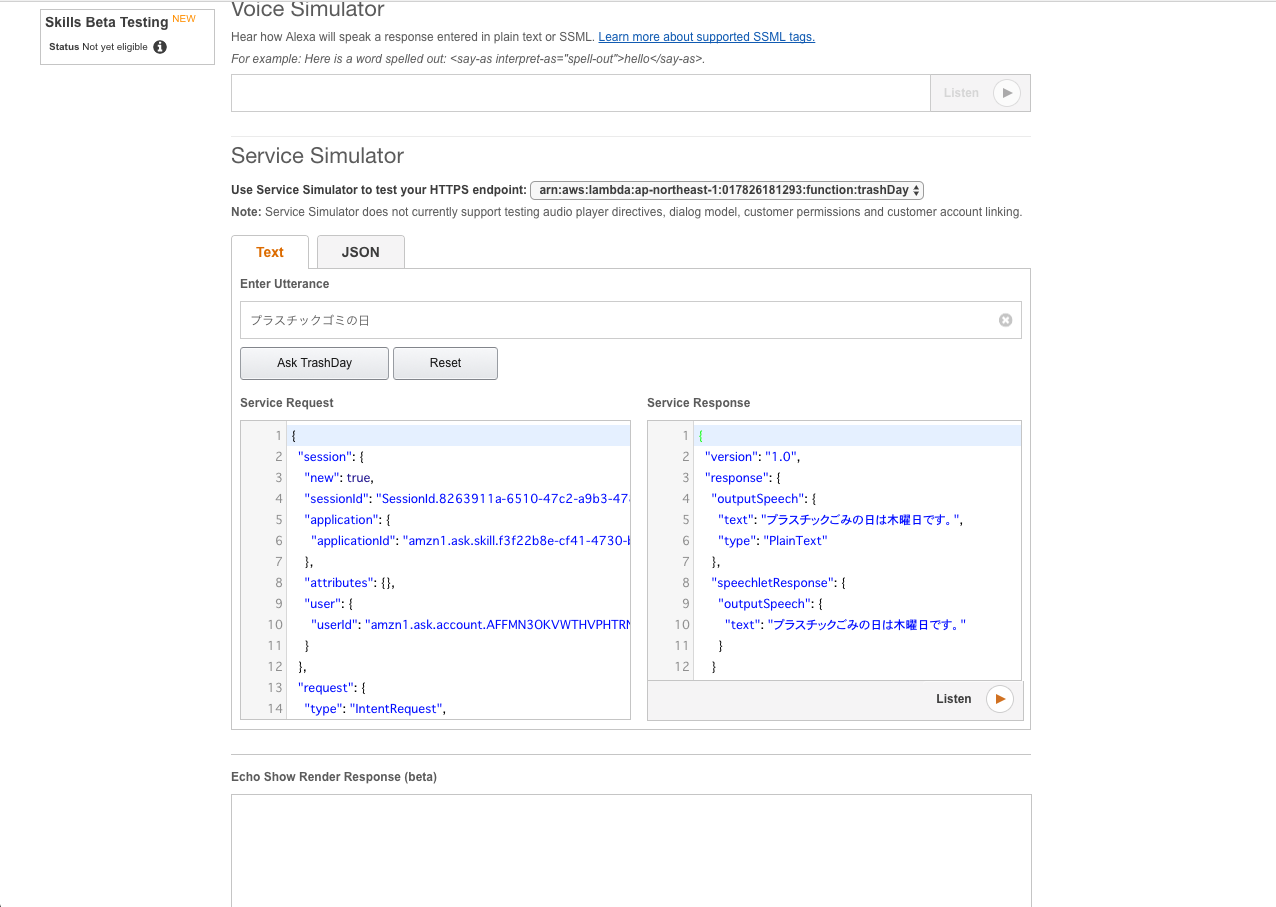 Skills Beta Testing NEW
Status Not yet eligible
Voice Simulator
Hear how Alexa will speak a response entered in plain text or SSML. Learn more about supported SSML tags.
For example: Here is a word spelled out: <say-as interpret-as="spell-out">hello</say-as>.
Listen
Service Simulator
Use Service Simulator to test your HTTPS endpoint: arn:aws:lambda:ap-northeast-1:017826181293:function:trashDay
Note: Service Simulator does not currently support testing audio player directives, dialog model, customer permissions and customer account linking.
Text JSON
Enter Utterance
プラスチックゴミの日
Ask TrashDay Reset
Service Request
1 {
2 "session": {
3 "new": true,
4 "sessionId": "SessionId.8263911a-6510-47c2-a9b3-47
5 "application": {
6 "applicationId": "amzn1.ask.skill.f3f22b8e-cf41-4730-
7 },
8 "attributes": {},
9 "user": {
10 "userId": "amzn1.ask.account.AFFMN3OKVWTHVPHTR
11 }
12 },
13 "request": {
14 "type": "IntentRequest",
Service Response
1 {
2 "version": "1.0",
3 "response": {
4 "outputSpeech": {
5 "text": "プラスチックごみの日は木曜日です。",
6 "type": "PlainText"
7 },
8 "speechletResponse": {
9 "outputSpeech": {
10 "text": "プラスチックごみの日は木曜日です。"
11 }
12 }
Listen
Echo Show Render Response (beta)